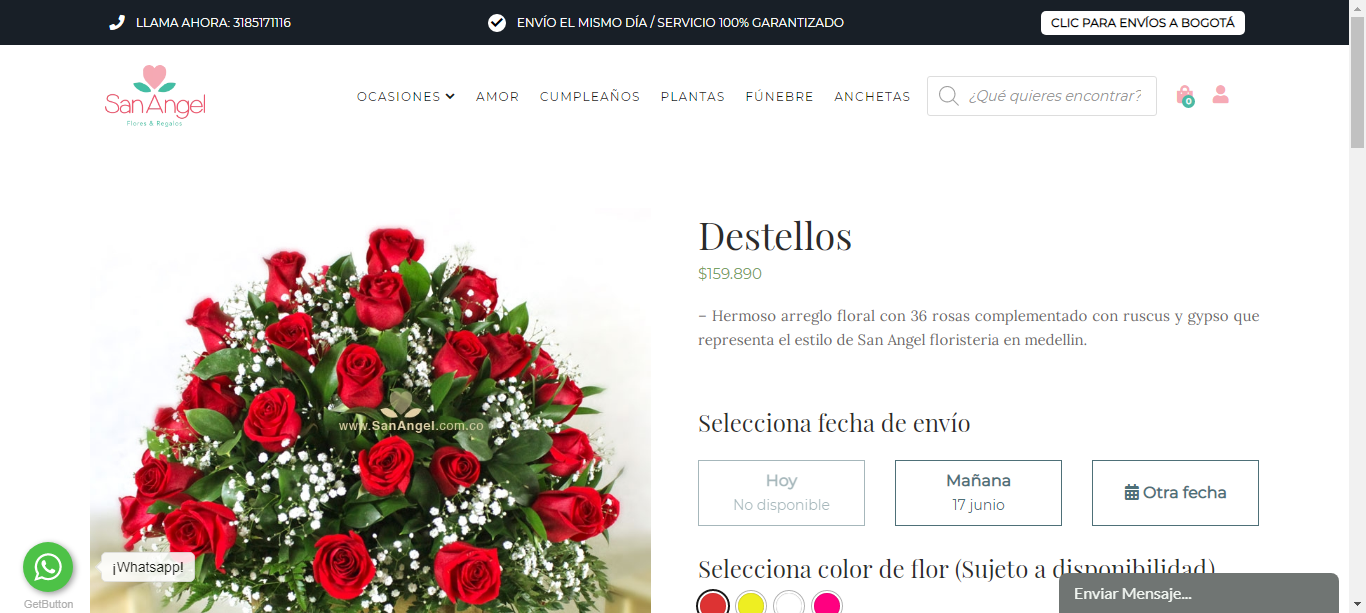 LLAMA AHORA: 3185171116
ENVÍO EL MISMO DÍA / SERVICIO 100% GARANTIZADO
CLIC PARA ENVÍOS A BOGOTÁ
SanAngel
Flores & Regalos
OCASIONES
AMOR
CUMPLEAÑOS
PLANTAS
FÚNEBRE
ANCHETAS
¿Qué quieres encontrar?
0
Destellos
$159.890
– Hermoso arreglo floral con 36 rosas complementado con ruscus y gypso que
representa el estilo de San Angel floristeria en medellin.
www.SanAngel.com.co
Selecciona fecha de envío
Hoy
No disponible
Mañana
17 junio
Otra fecha
Selecciona color de flor (Sujeto a disponibilidad)
¡Whatsapp!
GetButton
Enviar Mensaje...